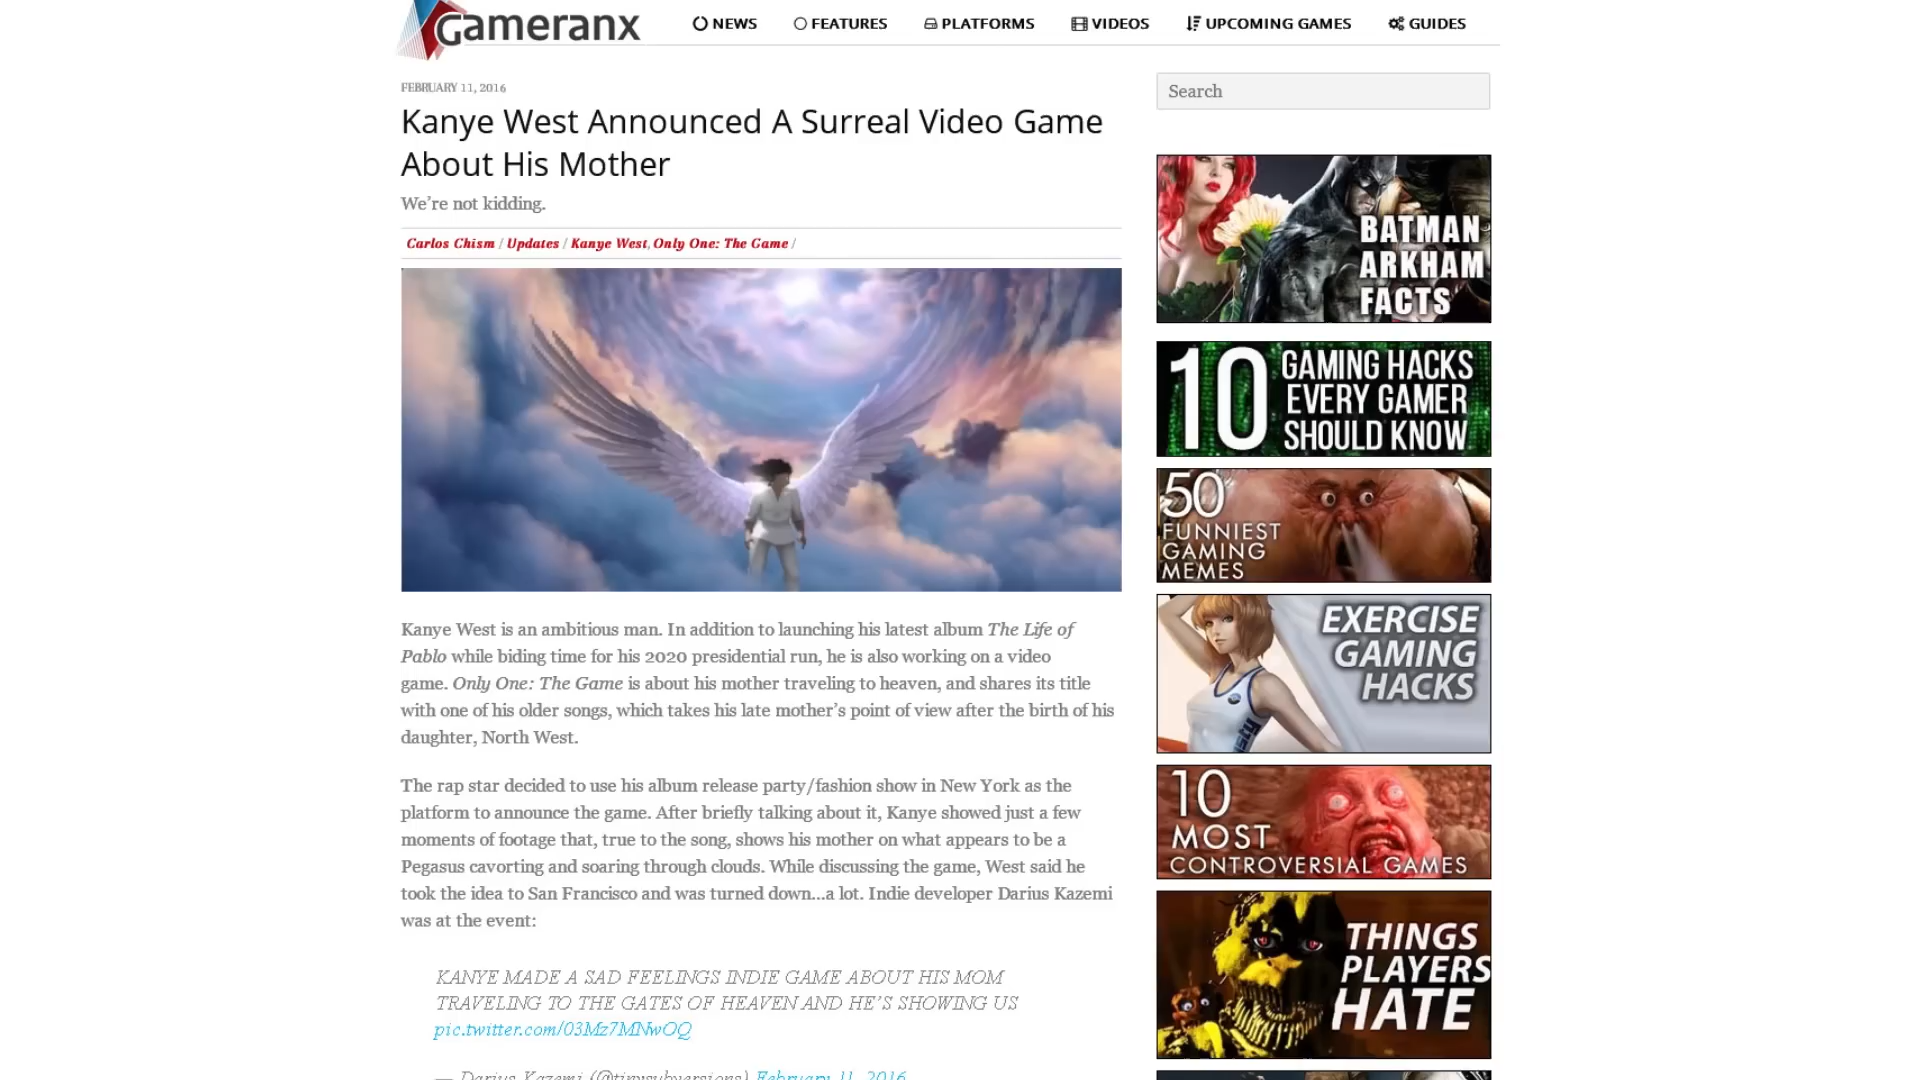 Gameranx
NEWS
FEATURES
PLATFORMS
VIDEOS
UPCOMING GAMES
GUIDES
FEBRUARY 11, 2016
Kanye West Announced A Surreal Video Game
About His Mother
We're not kidding.
Carlos Chism / Updates / Kanye West, Only One: The Game /
Kanye West is an ambitious man. In addition to launching his latest album The Life of
Pablo while biding time for his 2020 presidential run, he is also working on a video
game. Only One: The Game is about his mother traveling to heaven, and shares its title
with one of his older songs, which takes his late mother's point of view after the birth of his
daughter, North West.
The rap star decided to use his album release party/fashion show in New York as the
platform to announce the game. After briefly talking about it, Kanye showed just a few
moments of footage that, true to the song, shows his mother on what appears to be a
Pegasus cavorting and soaring through clouds. While discussing the game, West said he
took the idea to San Francisco and was turned down...a lot. Indie developer Darius Kazemi
was at the event:
KANYE MADE A SAD FEELINGS INDIE GAME ABOUT HIS MOM
TRAVELING TO THE GATES OF HEAVEN AND HE'S SHOWING US
pic.twitter.com/03Mz7MNwOQ
— Darius Kazemi (@tinysubversions) February 11, 2016
Search
BATMAN
ARKHAM
FACTS
10 GAMING HACKS
EVERY GAMER
SHOULD KNOW
50
FUNNIEST
GAMING
MEMES
EXERCISE
GAMING
HACKS
10
MOST
CONTROVERSIAL GAMES
THINGS
PLAYERS
HATE